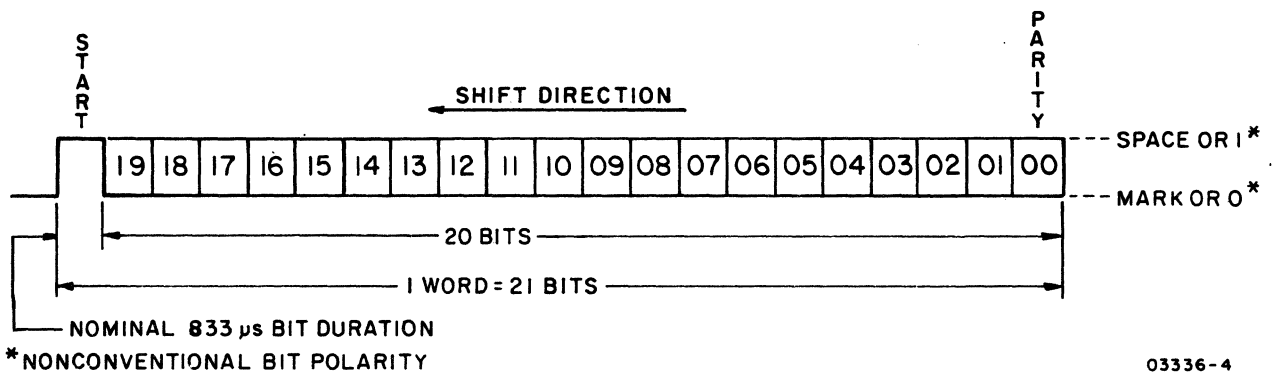 START
PARITY
SHIFT DIRECTION
SPACE OR 1*
19 18 17 16 15 14 13 12 11 10 09 08 07 06 05 04 03 02 01 00
MARK OR 0*
20 BITS
1 WORD = 21 BITS
NOMINAL 833 µs BIT DURATION
*NONCONVENTIONAL BIT POLARITY
03336-4